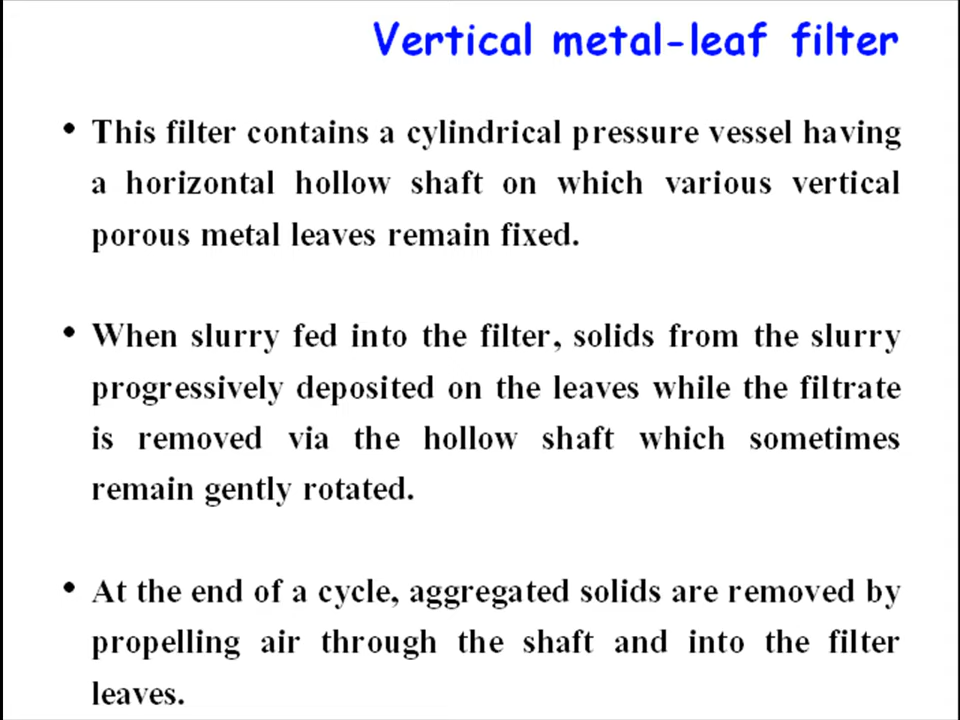 Vertical metal-leaf filter
• This filter contains a cylindrical pressure vessel having
a horizontal hollow shaft on which various vertical
porous metal leaves remain fixed.
• When slurry fed into the filter, solids from the slurry
progressively deposited on the leaves while the filtrate
is removed via the hollow shaft which sometimes
remain gently rotated.
• At the end of a cycle, aggregated solids are removed by
propelling air through the shaft and into the filter
leaves.